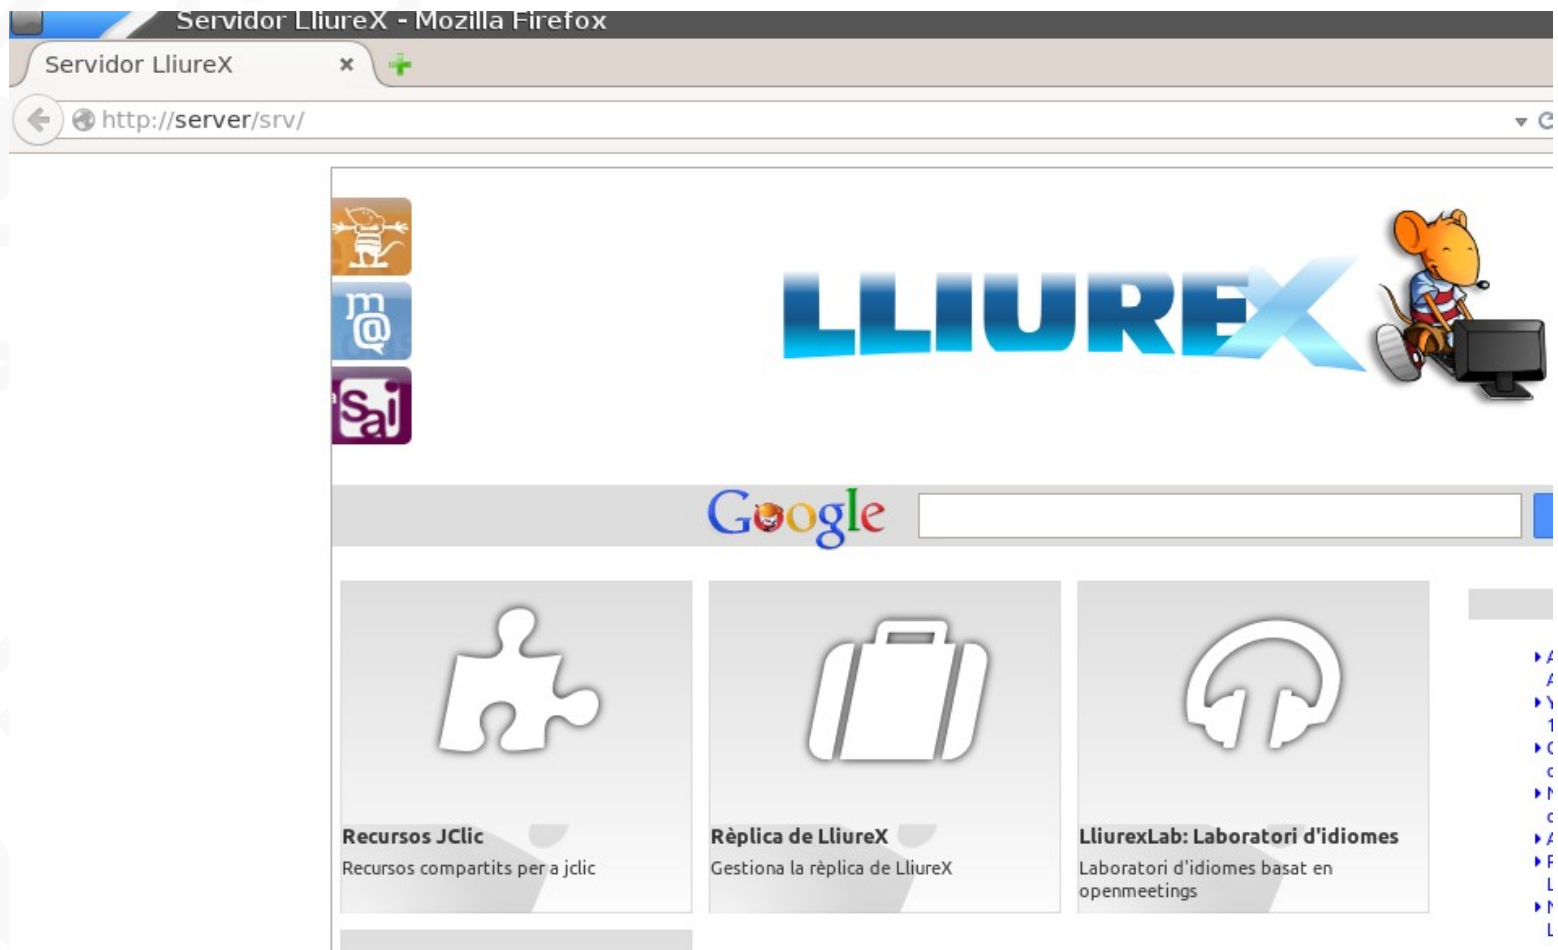 Servidor LliureX - Mozilla Firefox
Servidor LliureX
http://server/srv/
m@
Sai
LLIUREX
Google
Recursos JClic
Recursos compartits per a jclic
Rèplica de LliureX
Gestiona la rèplica de LliureX
LliurexLab: Laboratori d'idiomes
Laboratori d'idiomes basat en
openmeetings